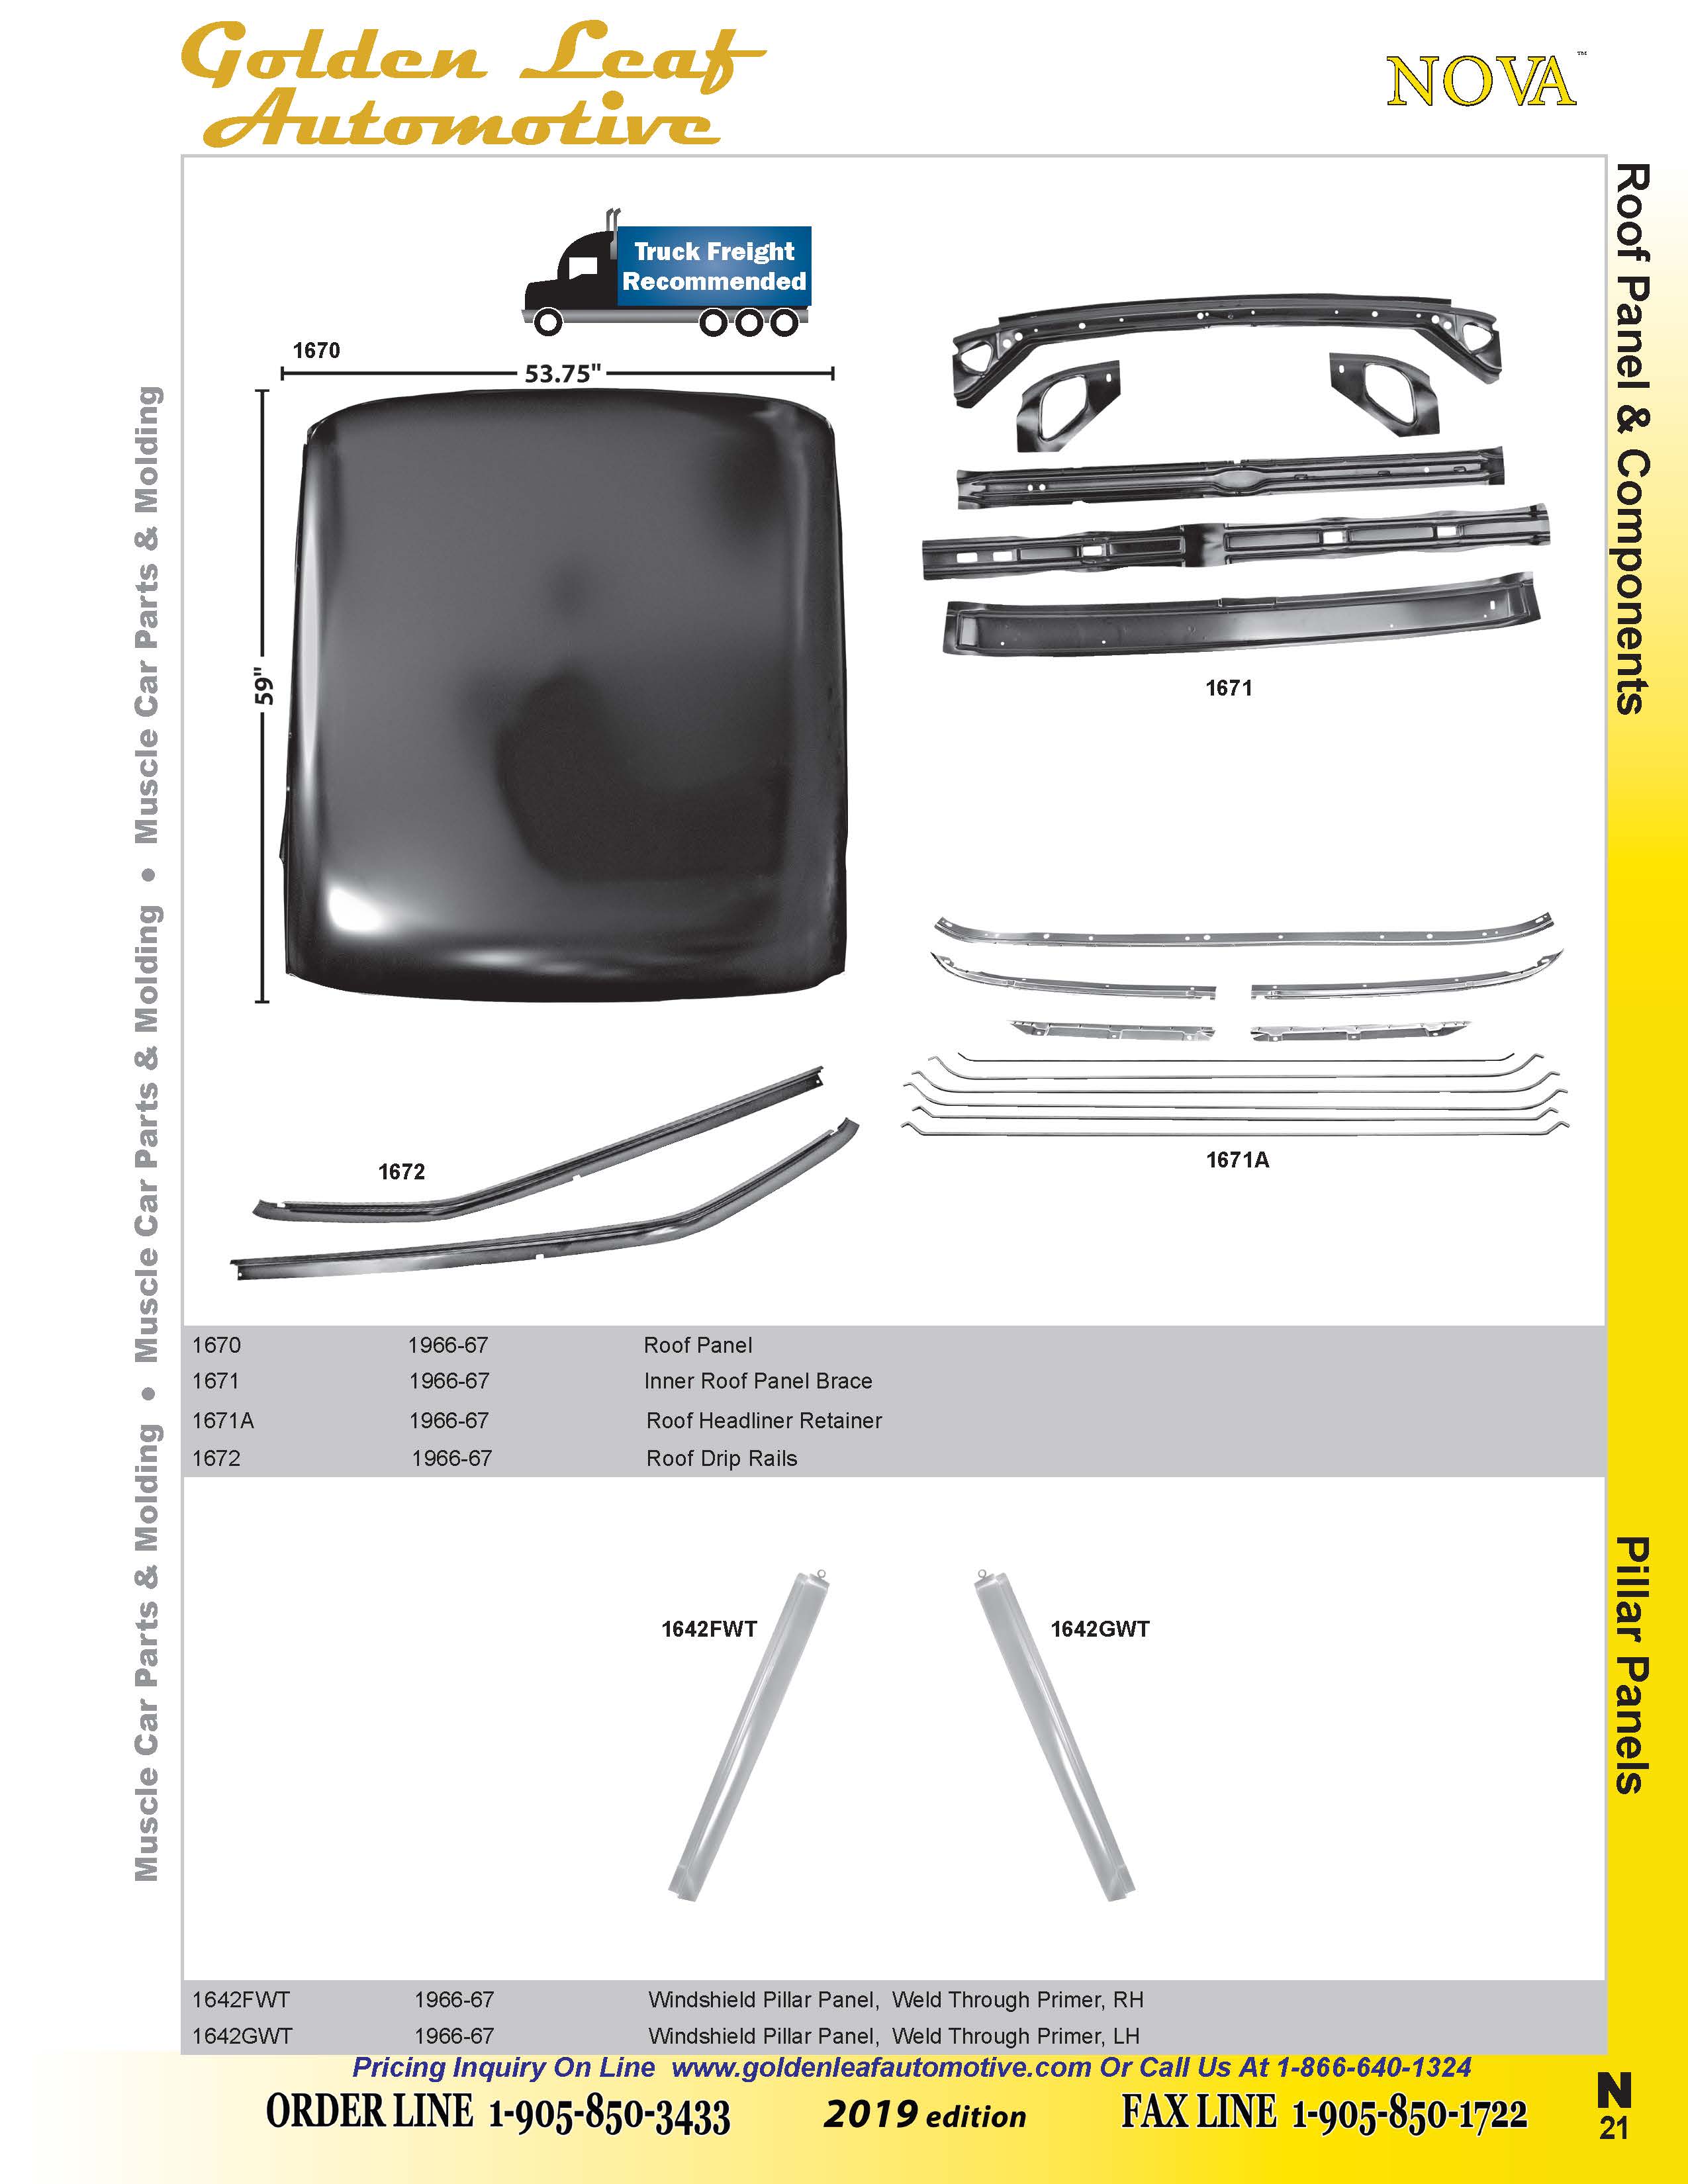 Golden Leaf
Automotive
NOVA™
Roof Panel & Components
Truck Freight
Recommended
1670
53.75"
59"
1671
1671A
1672
1670 1966-67 Roof Panel
1671 1966-67 Inner Roof Panel Brace
1671A 1966-67 Roof Headliner Retainer
1672 1966-67 Roof Drip Rails
Pillar Panels
1642FWT
1642GWT
1642FWT 1966-67 Windshield Pillar Panel, Weld Through Primer, RH
1642GWT 1966-67 Windshield Pillar Panel, Weld Through Primer, LH
Muscle Car Parts & Molding • Muscle Car Parts & Molding • Muscle Car Parts & Molding
Pricing Inquiry On Line www.goldenleafautomotive.com Or Call Us At 1-866-640-1324
ORDER LINE 1-905-850-3433 2019 edition FAX LINE 1-905-850-1722
N
21